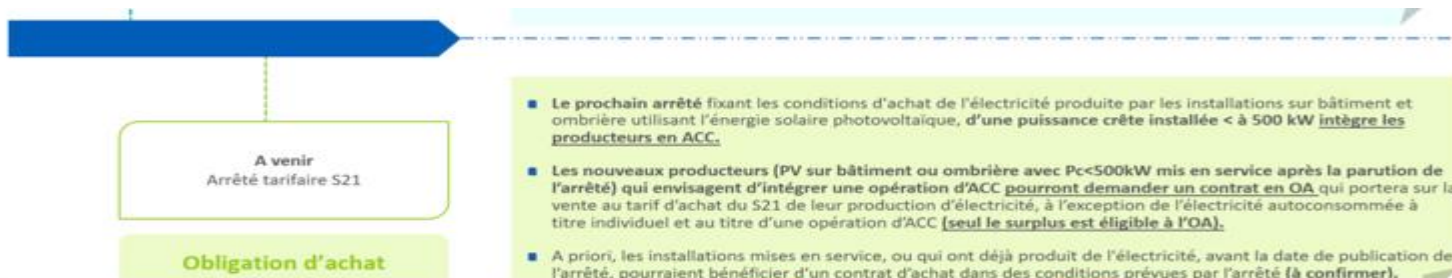 A venir
Arrêté tarifaire S21
Obligation d'achat
Le prochain arrêté fixant les conditions d'achat de l'électricité produite par les installations sur bâtiment et
ombrière utilisant l'énergie solaire photovoltaïque, d'une puissance crête installée < à 500 kW intègre les
producteurs en ACC.
Les nouveaux producteurs (PV sur bâtiment ou ombrière avec Pc<500kW mis en service après la parution de
l'arrêté) qui envisagent d'intégrer une opération d'ACC pourront demander un contrat en OA qui portera sur la
vente au tarif d'achat du S21 de leur production d'électricité, à l'exception de l'électricité autoconsommée à
titre individuel et au titre d'une opération d'ACC (seul le surplus est éligible à l'OA).
A priori, les installations mises en service, ou qui ont déjà produit de l'électricité, avant la date de publication de
l'arrêté, pourraient bénéficier d'un contrat d'achat dans des conditions prévues par l'arrêté (à confirmer).